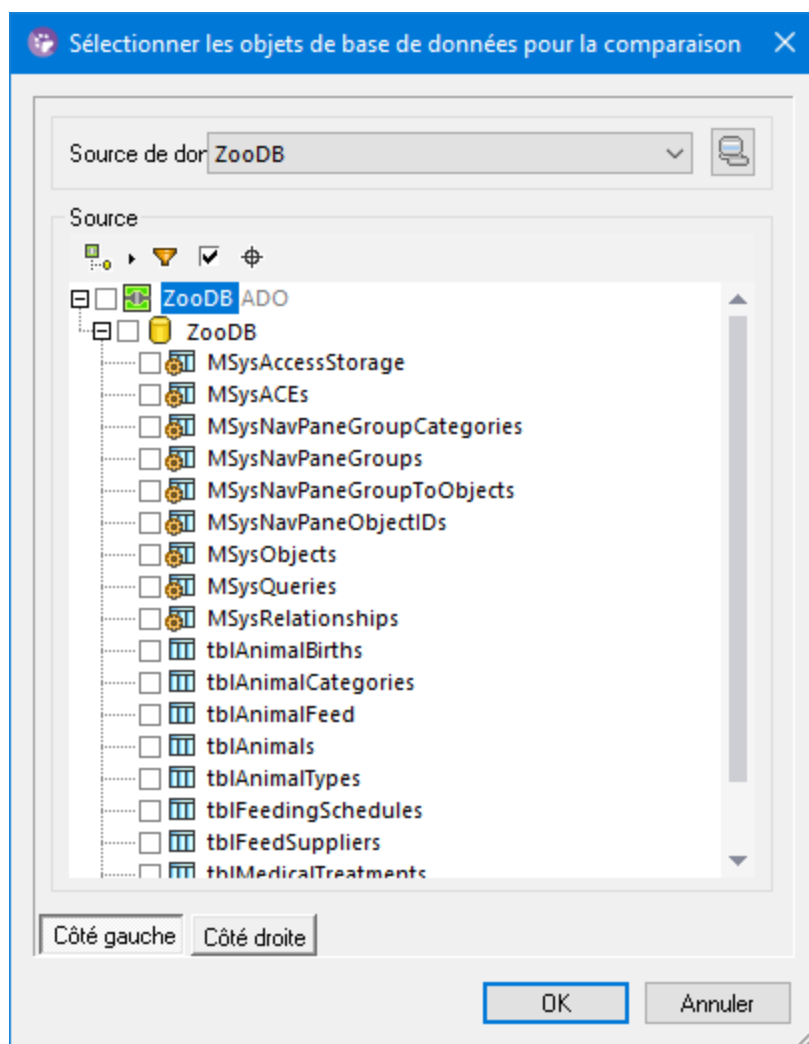 Sélectionner les objets de base de données pour la comparaison
Source de dor ZooDB
Source
ZooDB ADO
ZooDB
MSysAccessStorage
MSysACEs
MSysNavPaneGroupCategories
MSysNavPaneGroups
MSysNavPaneGroupToObjects
MSysNavPaneObjectIDs
MSysObjects
MSysQueries
MSysRelationships
tblAnimalBirths
tblAnimalCategories
tblAnimalFeed
tblAnimals
tblAnimalTypes
tblFeedingSchedules
tblFeedSuppliers
tblMedicalTreatments
Côté gauche Côté droite
OK Annuler